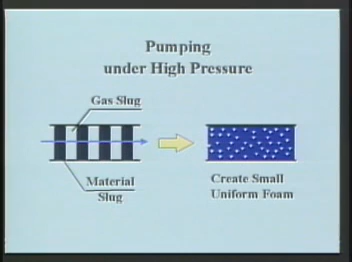 Pumping
under High Pressure
Gas Slug
Material
Slug
Create Small
Uniform Foam